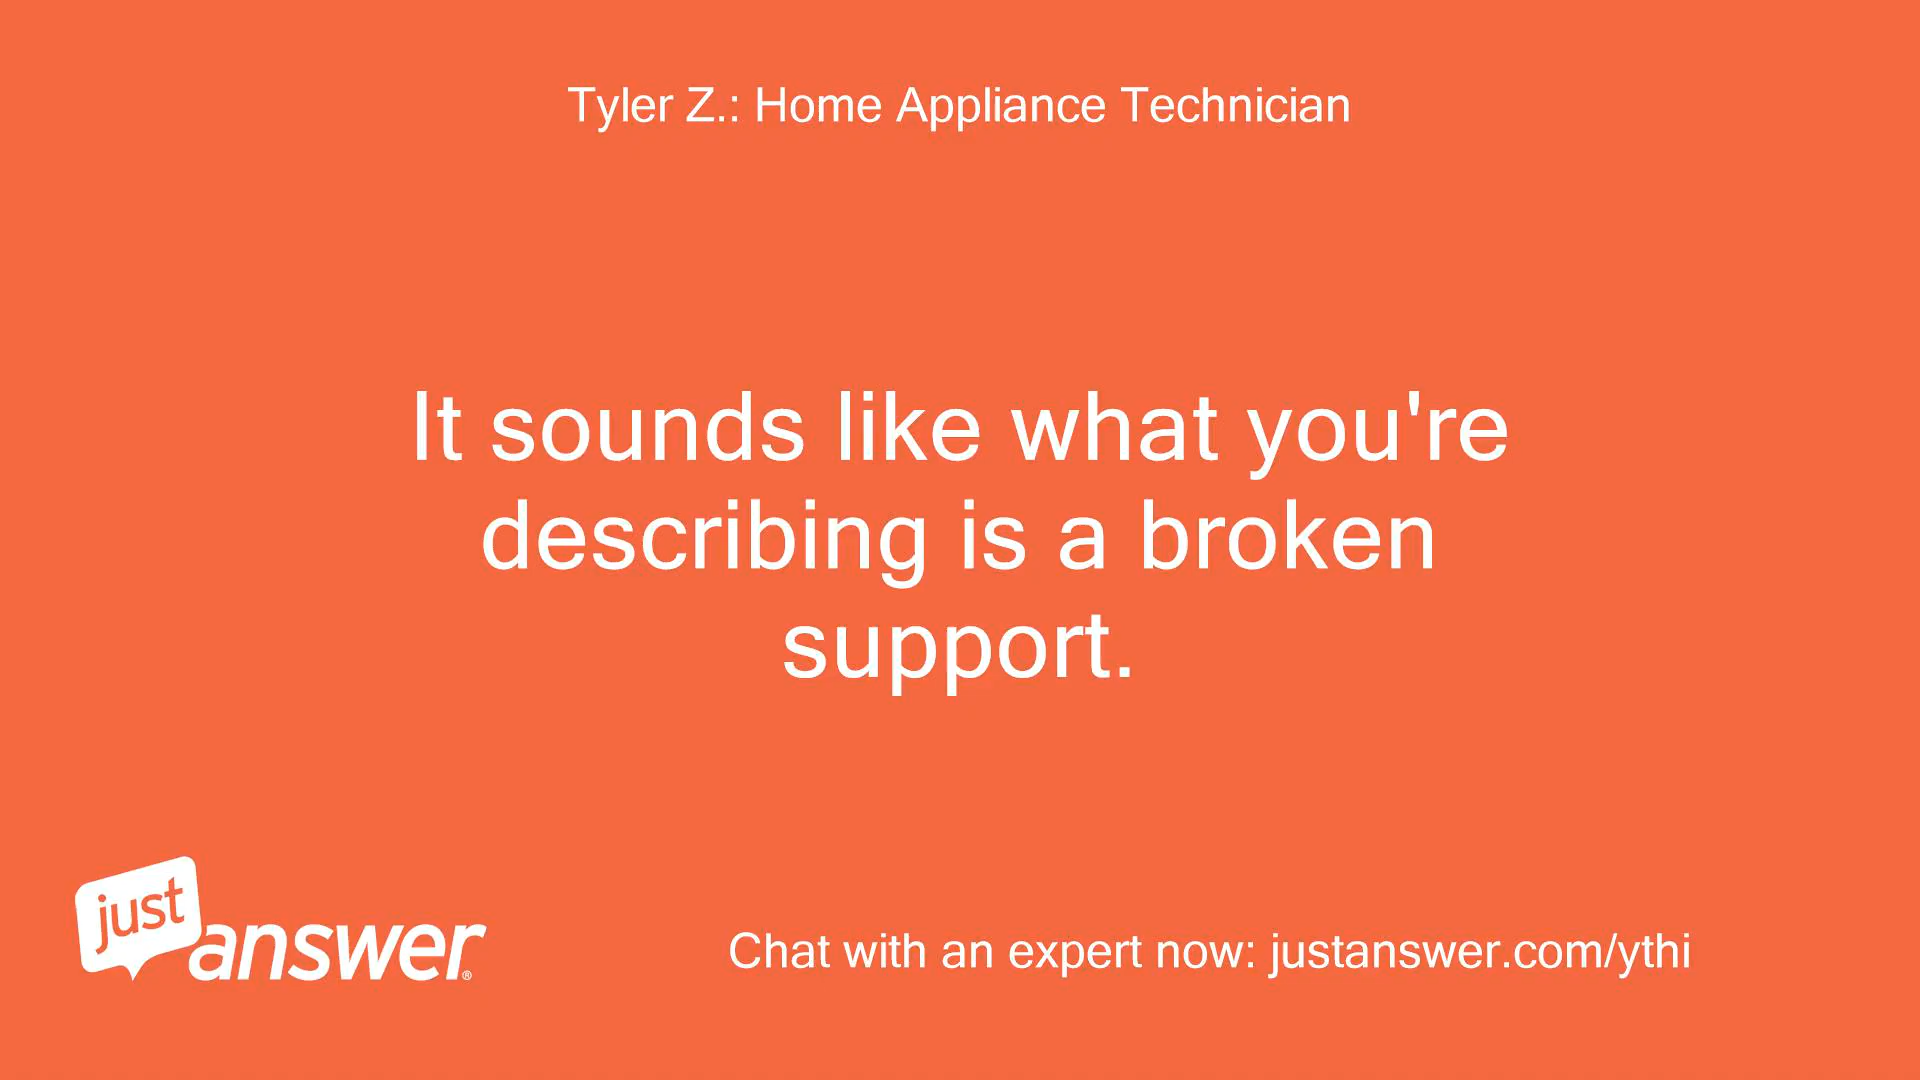 Tyler Z.: Home Appliance Technician
It sounds like what you're
describing is a broken
support.
just
answer®
Chat with an expert now: justanswer.com/ythi